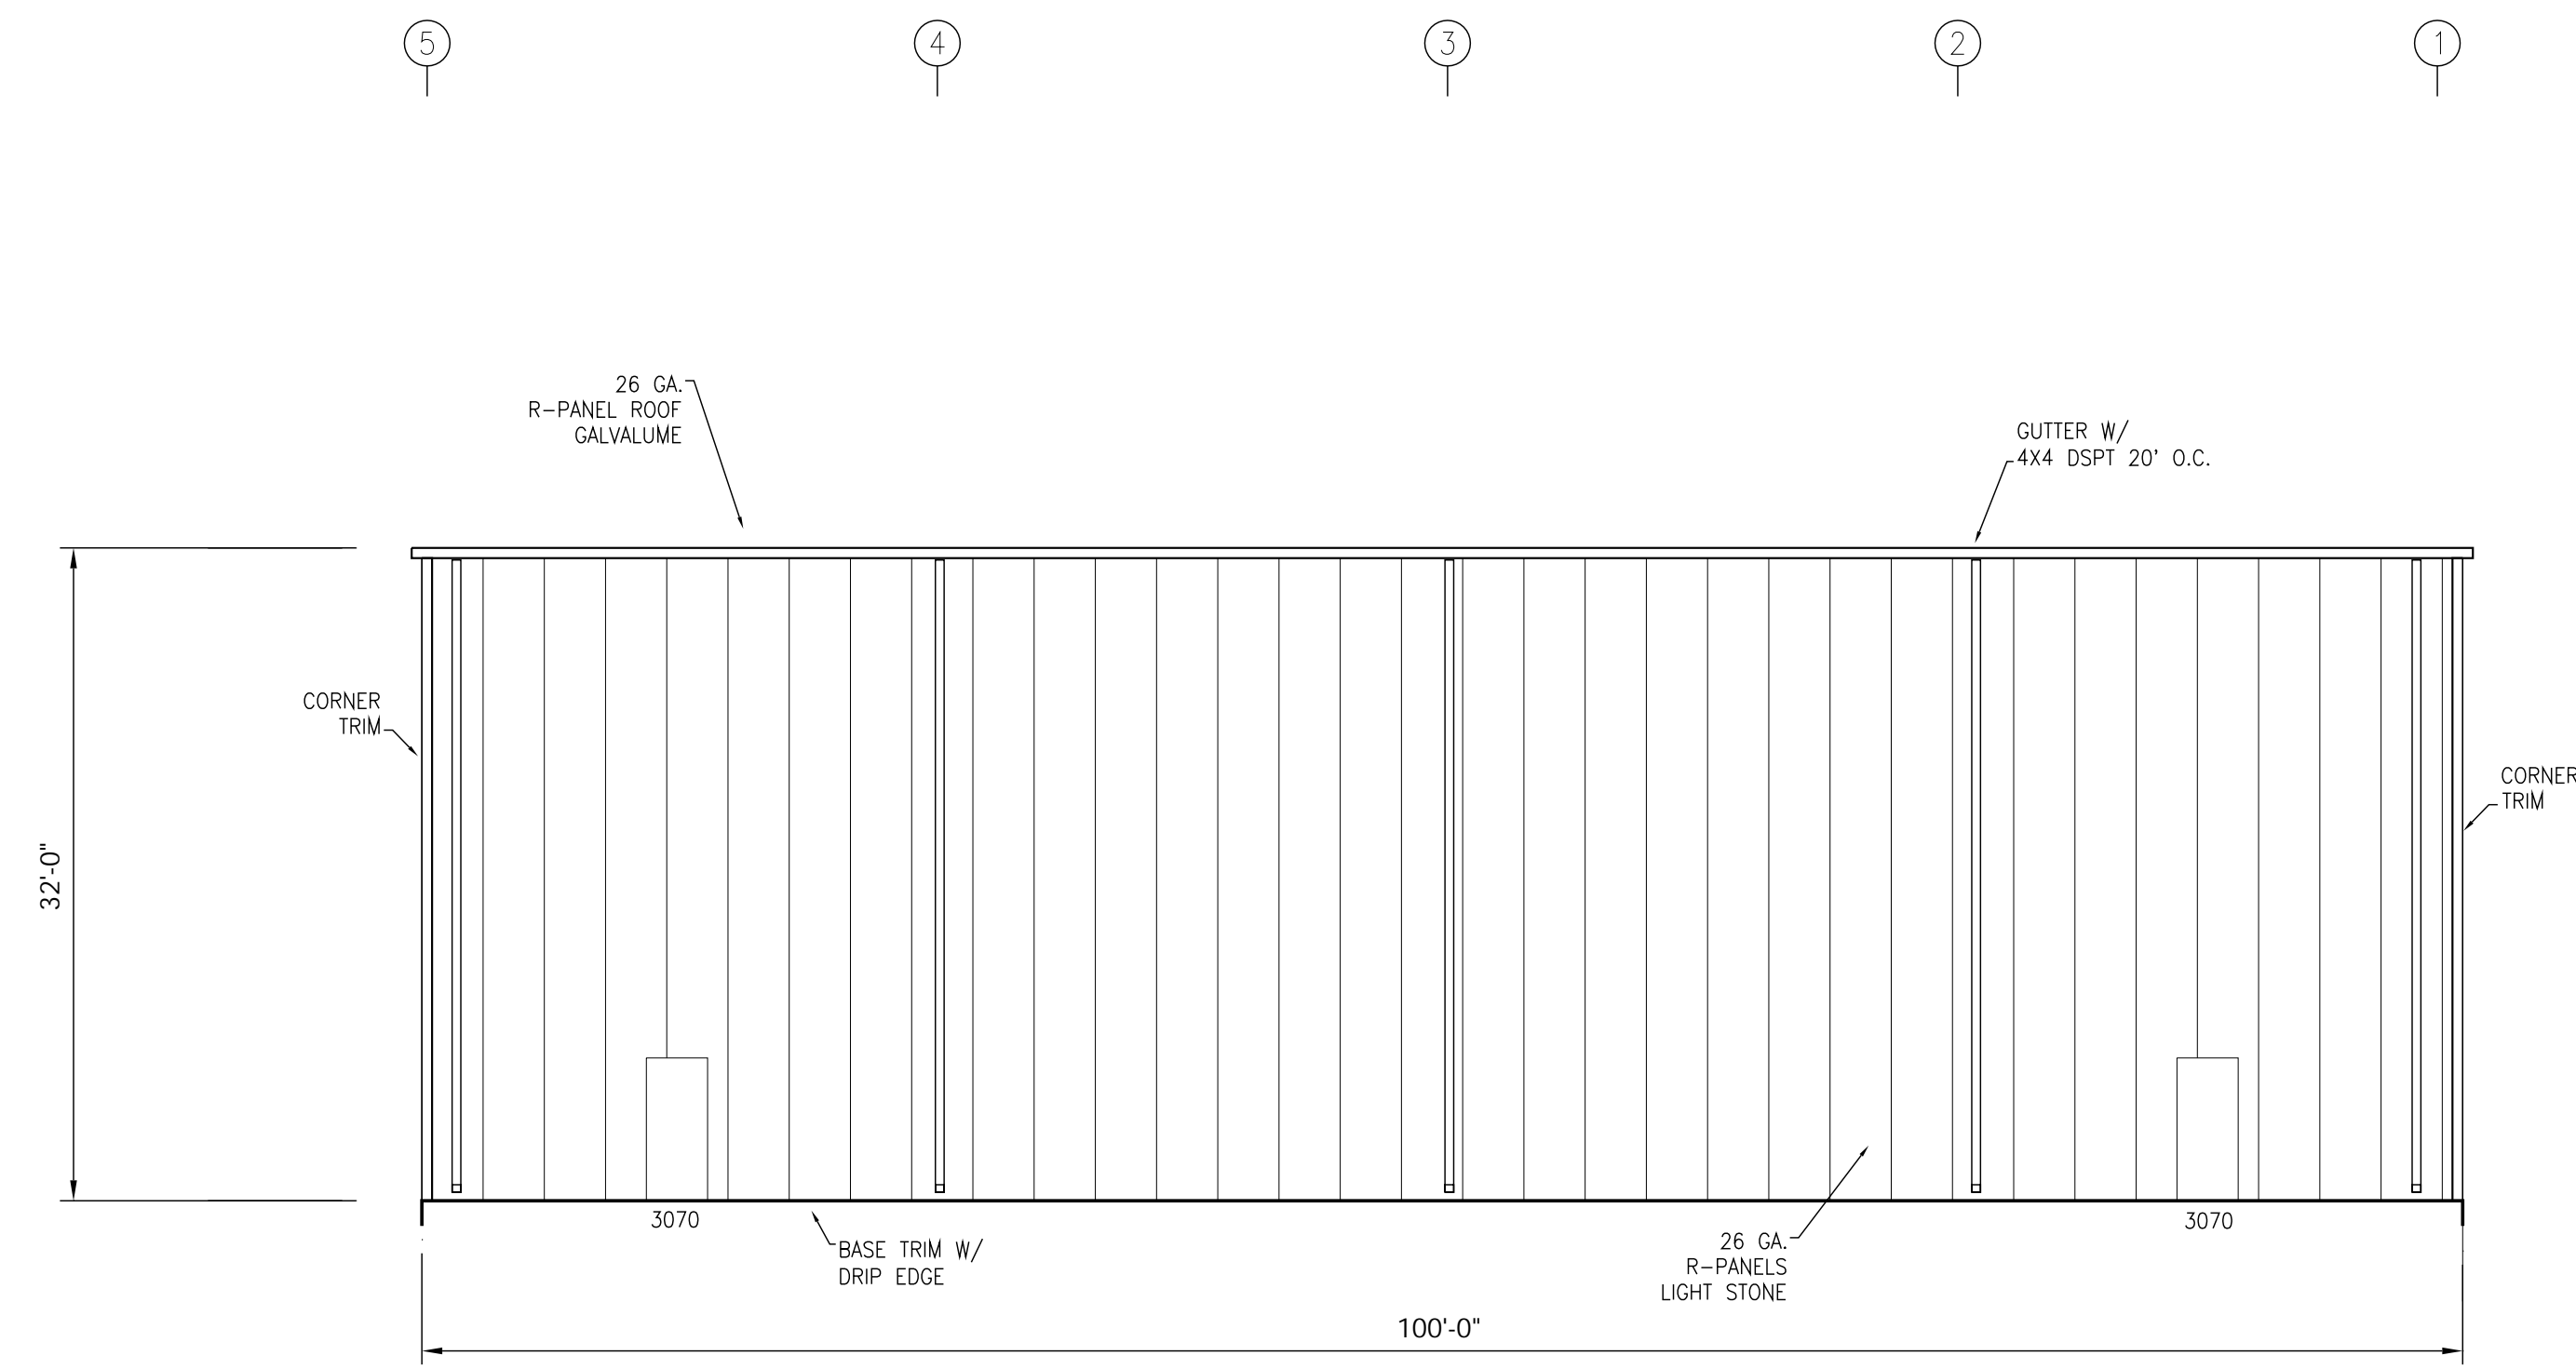 5
4
3
2
1
26 GA.
R-PANEL ROOF
GALVALUME
GUTTER W/
4X4 DSPT 20' O.C.
CORNER
TRIM
CORNER
TRIM
32'-0"
3070
3070
BASE TRIM W/
DRIP EDGE
26 GA.
R-PANELS
LIGHT STONE
100'-0"